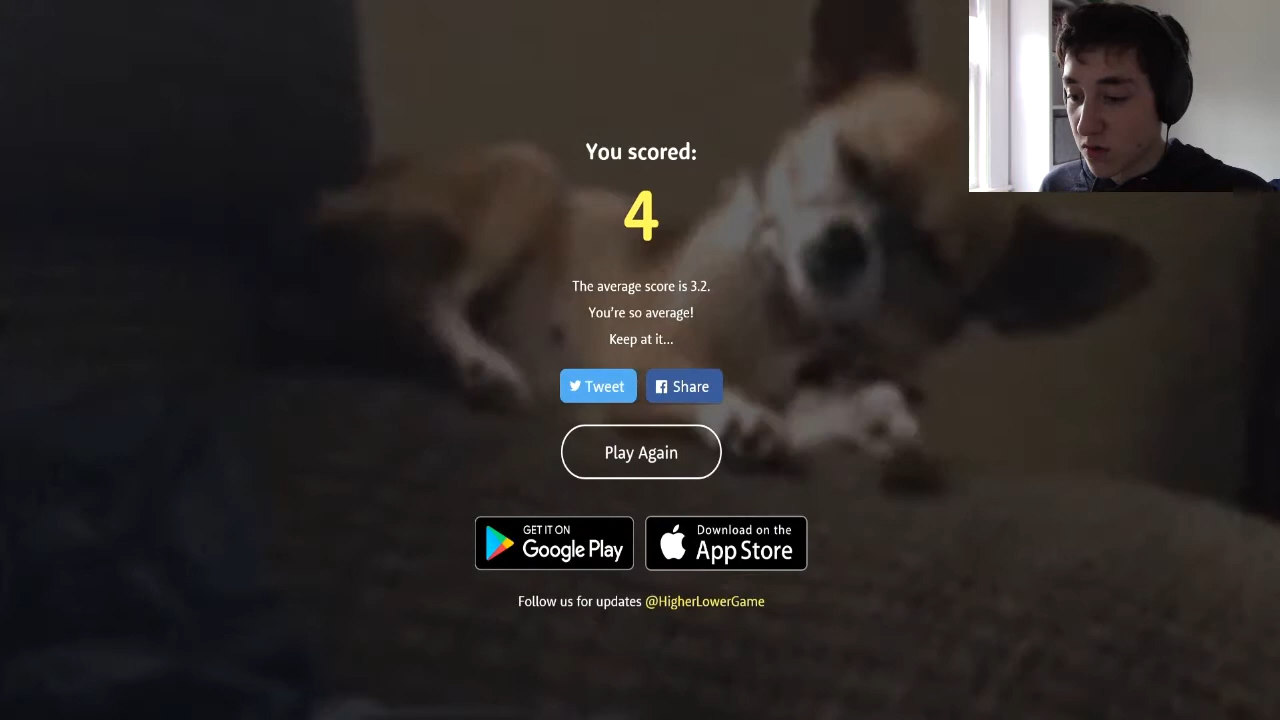 You scored:
4
The average score is 3.2.
You're so average!
Keep at it...
Tweet
Share
Play Again
GET IT ON
Google Play
Download on the
App Store
Follow us for updates @HigherLowerGame